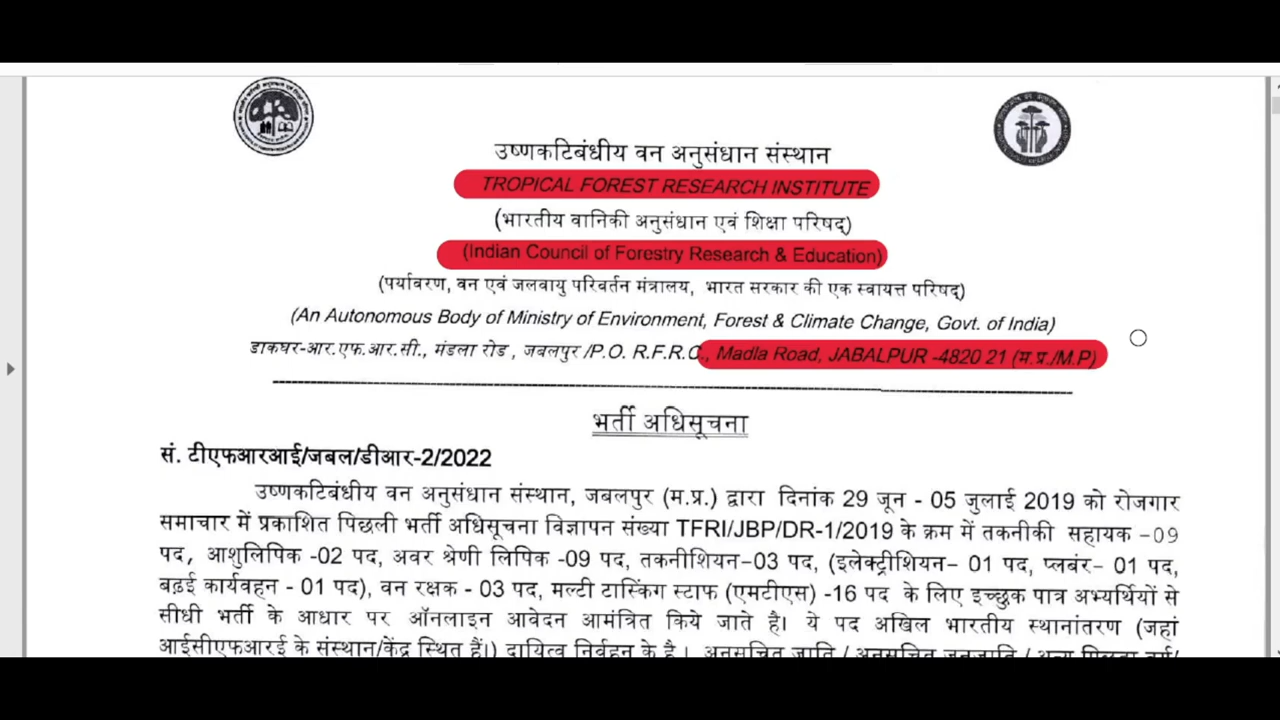 उष्णकटिबंधीय वन अनुसंधान संस्थान
TROPICAL FOREST RESEARCH INSTITUTE
(भारतीय वानिकी अनुसंधान एवं शिक्षा परिषद्)
(Indian Council of Forestry Research & Education)
(पर्यावरण, वन एवं जलवायु परिवर्तन मंत्रालय, भारत सरकार की एक स्वायत्त परिषद्)
(An Autonomous Body of Ministry of Environment, Forest & Climate Change, Govt. of India)
डाकघर-आर.एफ.आर.सी., मंडला रोड, जबलपुर /P.O. R.F.R.C., Madla Road, JABALPUR -4820 21 (म.प्र./M.P)
भर्ती अधिसूचना
सं. टीएफआरआई/जबल/डीआर-2/2022
उष्णकटिबंधीय वन अनुसंधान संस्थान, जबलपुर (म.प्र.) द्वारा दिनांक 29 जून - 05 जुलाई 2019 को रोजगार
समाचार में प्रकाशित पिछली भर्ती अधिसूचना विज्ञापन संख्या TFRI/JBP/DR-1/2019 के क्रम में तकनीकी सहायक -09
पद, आशुलिपिक -02 पद, अवर श्रेणी लिपिक -09 पद, तकनीशियन-03 पद, (इलेक्ट्रीशियन- 01 पद, प्लबंर- 01 पद,
बढ़ई कार्यवहन - 01 पद), वन रक्षक - 03 पद, मल्टी टास्किंग स्टाफ (एमटीएस) -16 पद के लिए इच्छुक पात्र अभ्यर्थियों से
सीधी भर्ती के आधार पर ऑनलाइन आवेदन आमंत्रित किये जाते है। ये पद अखिल भारतीय स्थानांतरण (जहां
आईसीएफआरई के संस्थान/केंद्र स्थित हैं।) दायित्व निर्वहन के है। अनुसूचित जाति / अनुसूचित जनजाति / अन्य पिछड़ा वर्ग/